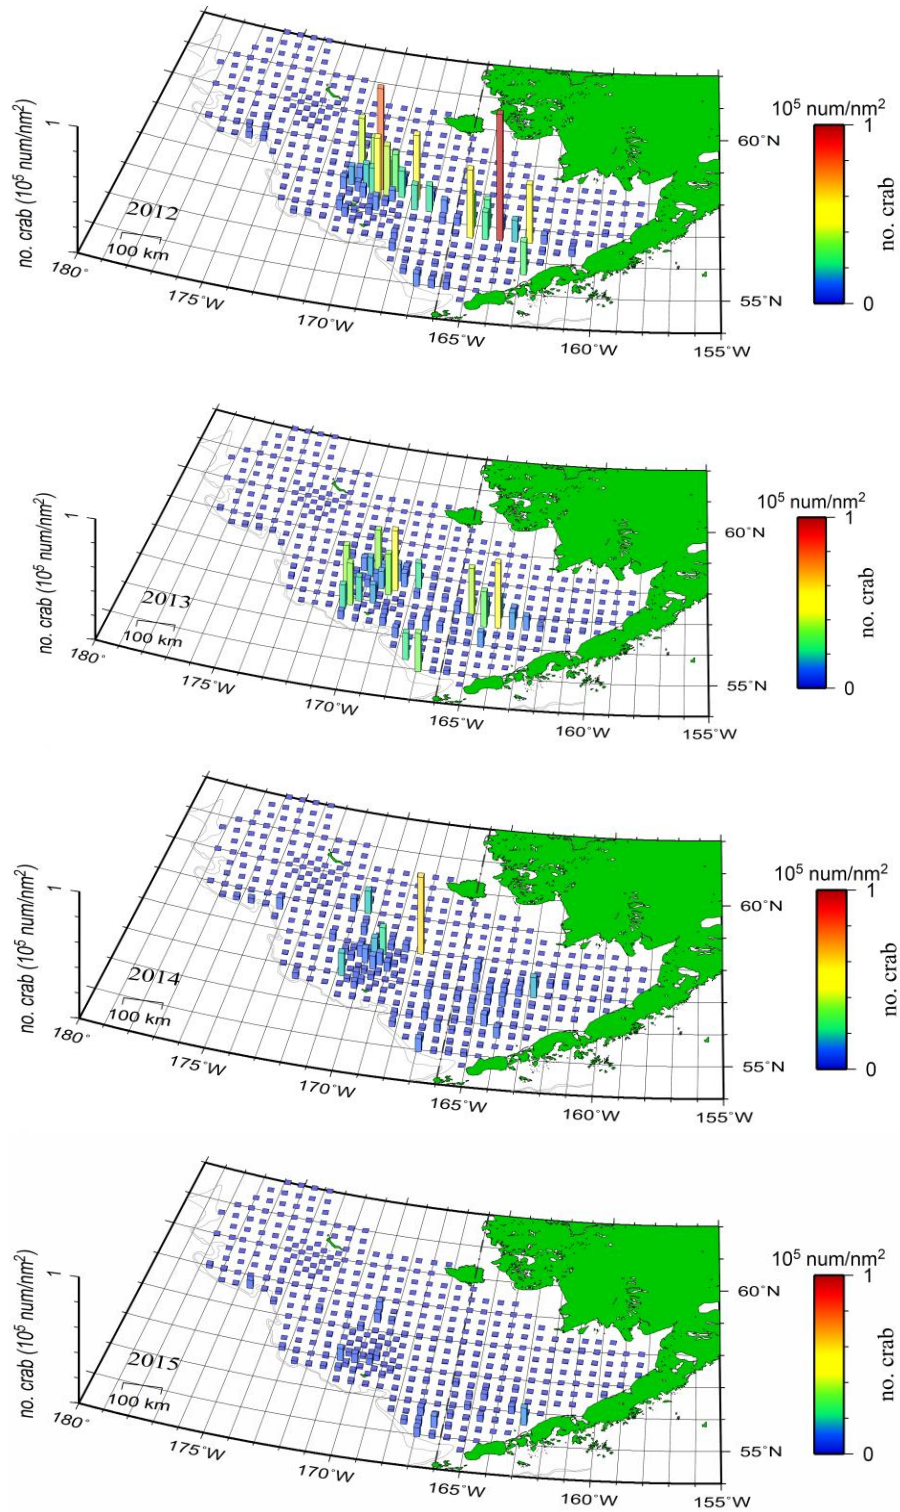 10⁵ num/nm²
1
no. crab
0
no. crab (10⁵ num/nm²)
1
2012
100 km
180°
175°W
170°W
165°W
160°W
155°W
60°N
55°N
10⁵ num/nm²
1
no. crab
0
no. crab (10⁵ num/nm²)
1
2013
100 km
180°
175°W
170°W
165°W
160°W
155°W
60°N
55°N
10⁵ num/nm²
1
no. crab
0
no. crab (10⁵ num/nm²)
1
2014
100 km
180°
175°W
170°W
165°W
160°W
155°W
60°N
55°N
10⁵ num/nm²
1
no. crab
0
no. crab (10⁵ num/nm²)
1
2015
100 km
180°
175°W
170°W
165°W
160°W
155°W
60°N
55°N